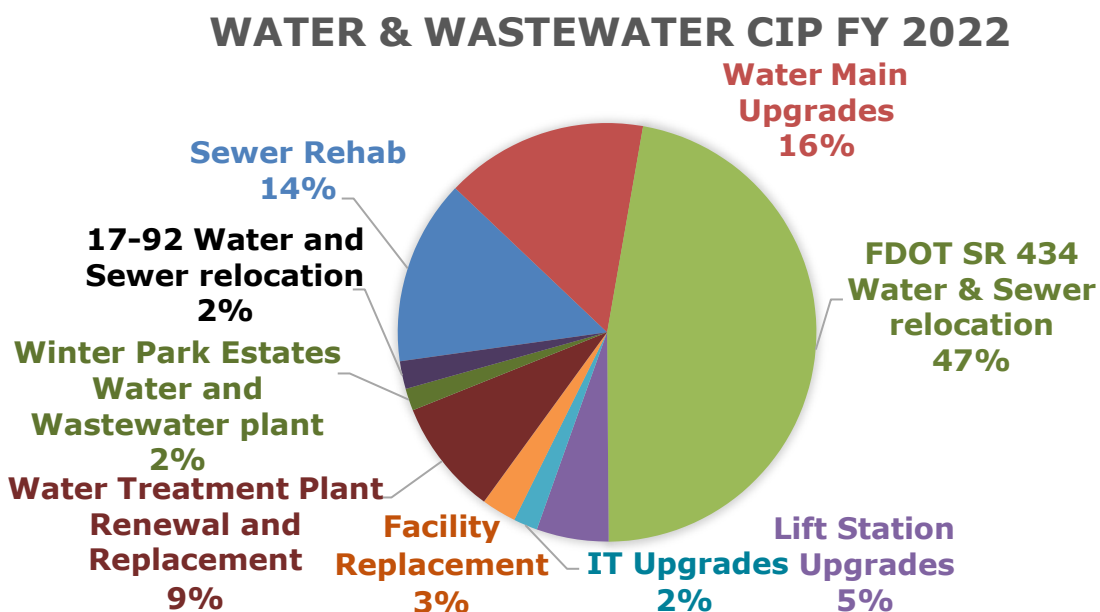 WATER & WASTEWATER CIP FY 2022
Water Main
Upgrades
16%
Sewer Rehab
14%
17-92 Water and
Sewer relocation
2%
FDOT SR 434
Water & Sewer
relocation
47%
Winter Park Estates
Water and
Wastewater plant
2%
Water Treatment Plant
Renewal and
Replacement
9%
Facility
Replacement
3%
IT Upgrades
2%
Lift Station
Upgrades
5%